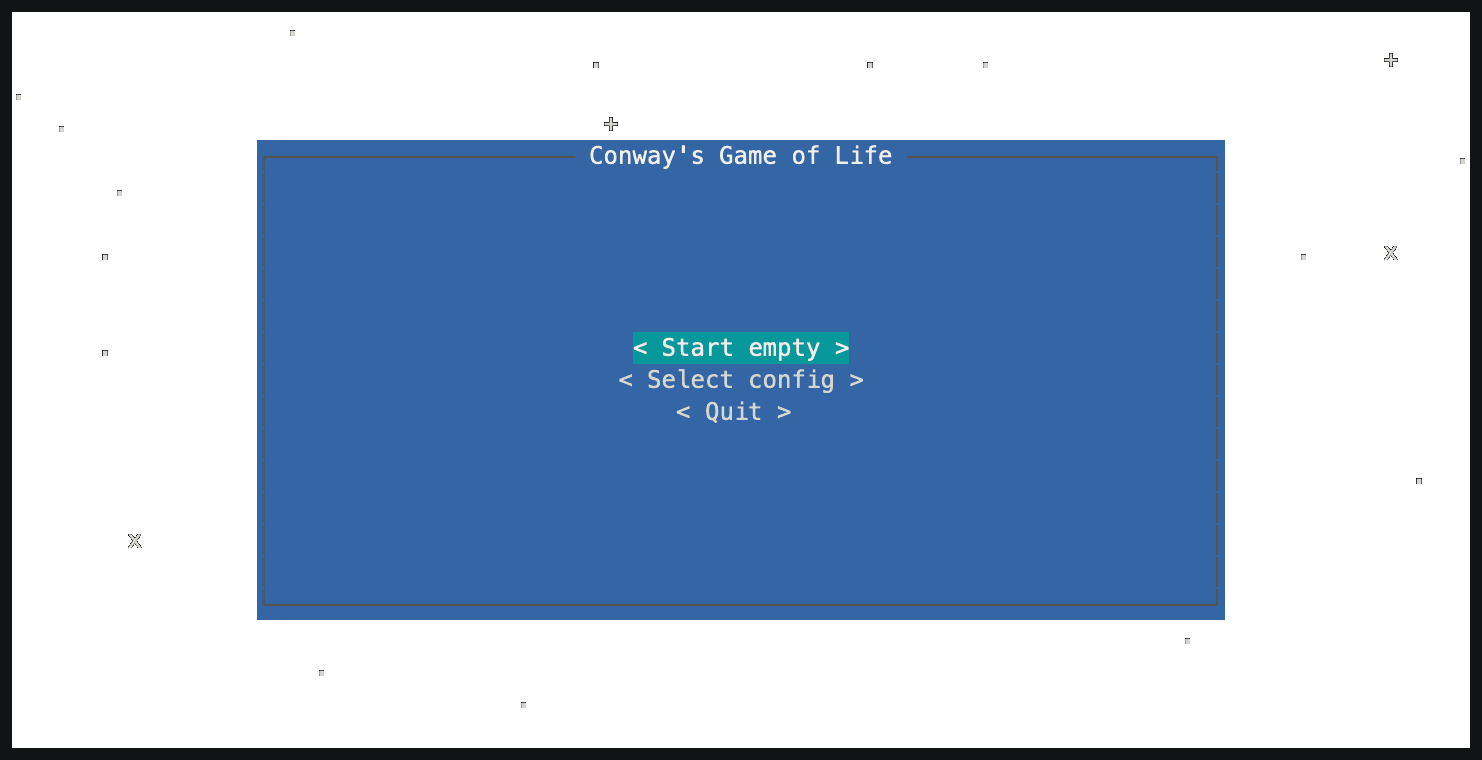 Conway's Game of Life
< Start empty >
< Select config >
< Quit >